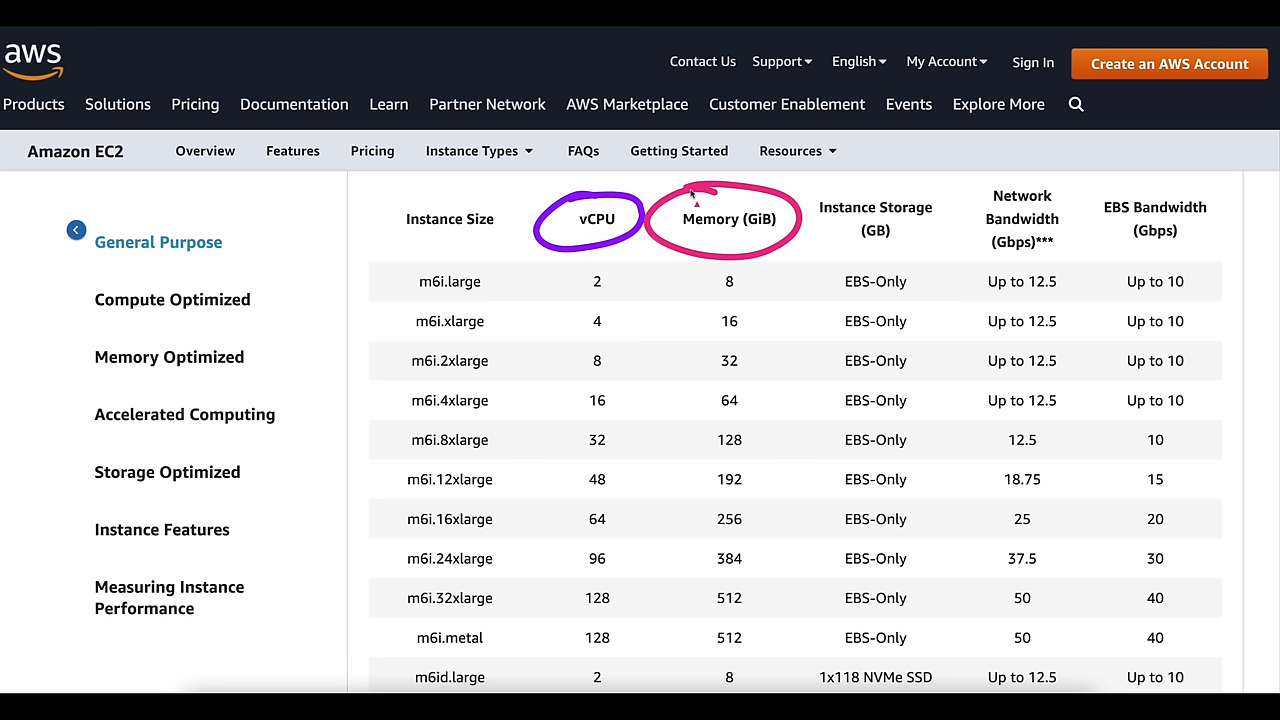 aws
Contact Us Support English My Account Sign In Create an AWS Account
Products Solutions Pricing Documentation Learn Partner Network AWS Marketplace Customer Enablement Events Explore More
Amazon EC2 Overview Features Pricing Instance Types FAQs Getting Started Resources
General Purpose
Compute Optimized
Memory Optimized
Accelerated Computing
Storage Optimized
Instance Features
Measuring Instance
Performance
Instance Size vCPU Memory (GiB) Instance Storage (GB) Network Bandwidth (Gbps)*** EBS Bandwidth (Gbps)
m6i.large 2 8 EBS-Only Up to 12.5 Up to 10
m6i.xlarge 4 16 EBS-Only Up to 12.5 Up to 10
m6i.2xlarge 8 32 EBS-Only Up to 12.5 Up to 10
m6i.4xlarge 16 64 EBS-Only Up to 12.5 Up to 10
m6i.8xlarge 32 128 EBS-Only 12.5 10
m6i.12xlarge 48 192 EBS-Only 18.75 15
m6i.16xlarge 64 256 EBS-Only 25 20
m6i.24xlarge 96 384 EBS-Only 37.5 30
m6i.32xlarge 128 512 EBS-Only 50 40
m6i.metal 128 512 EBS-Only 50 40
m6id.large 2 8 1x118 NVMe SSD Up to 12.5 Up to 10